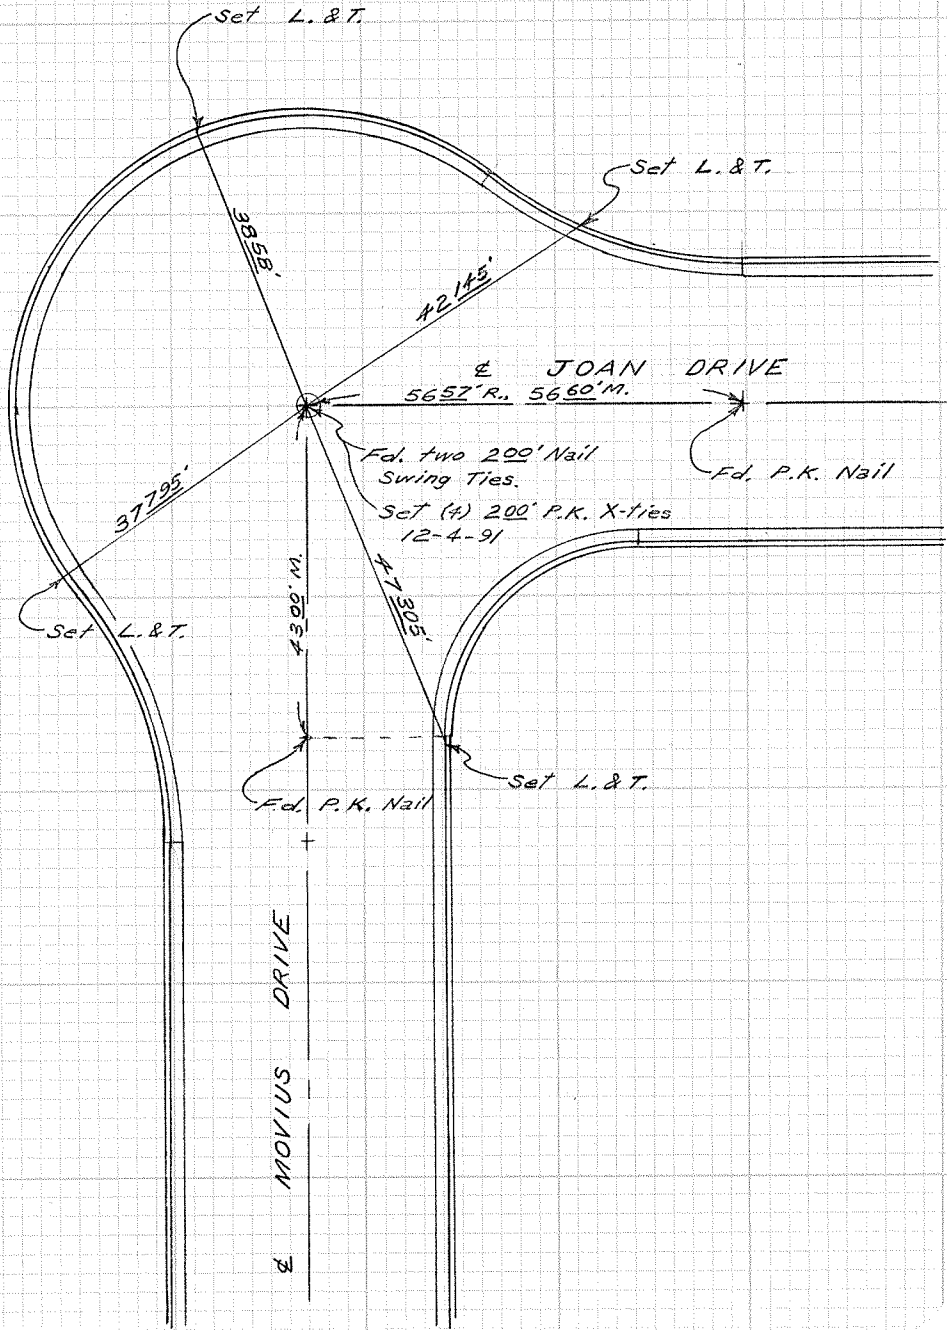 Set L. & T.
Set L. & T.
38 58'
42 145'
℄ JOAN DRIVE
56 57' R., 56 60' M.
Fd. two 2 00' Nail
Swing Ties.
Fd. P.K. Nail
Set (4) 2 00' P.K. X-ties
12-4-91
37 795'
43 00' M.
47 305'
Set L. & T.
Fd. P.K. Nail
Set L. & T.
℄ MOVIUS DRIVE